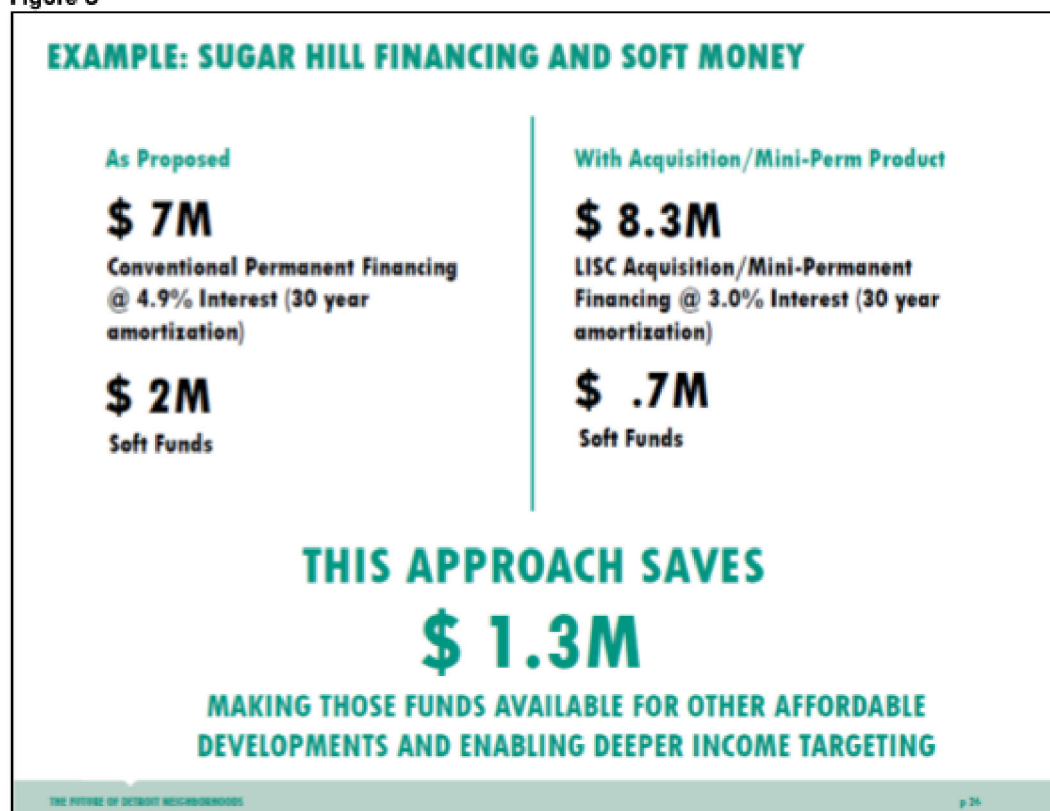 EXAMPLE: SUGAR HILL FINANCING AND SOFT MONEY
As Proposed
$ 7M
Conventional Permanent Financing
@ 4.9% Interest (30 year
amortization)
$ 2M
Soft Funds
With Acquisition/Mini-Perm Product
$ 8.3M
LISC Acquisition/Mini-Permanent
Financing @ 3.0% Interest (30 year
amortization)
$ .7M
Soft Funds
THIS APPROACH SAVES
$ 1.3M
MAKING THOSE FUNDS AVAILABLE FOR OTHER AFFORDABLE
DEVELOPMENTS AND ENABLING DEEPER INCOME TARGETING
THE FUTURE OF DETROIT NEIGHBORHOODS